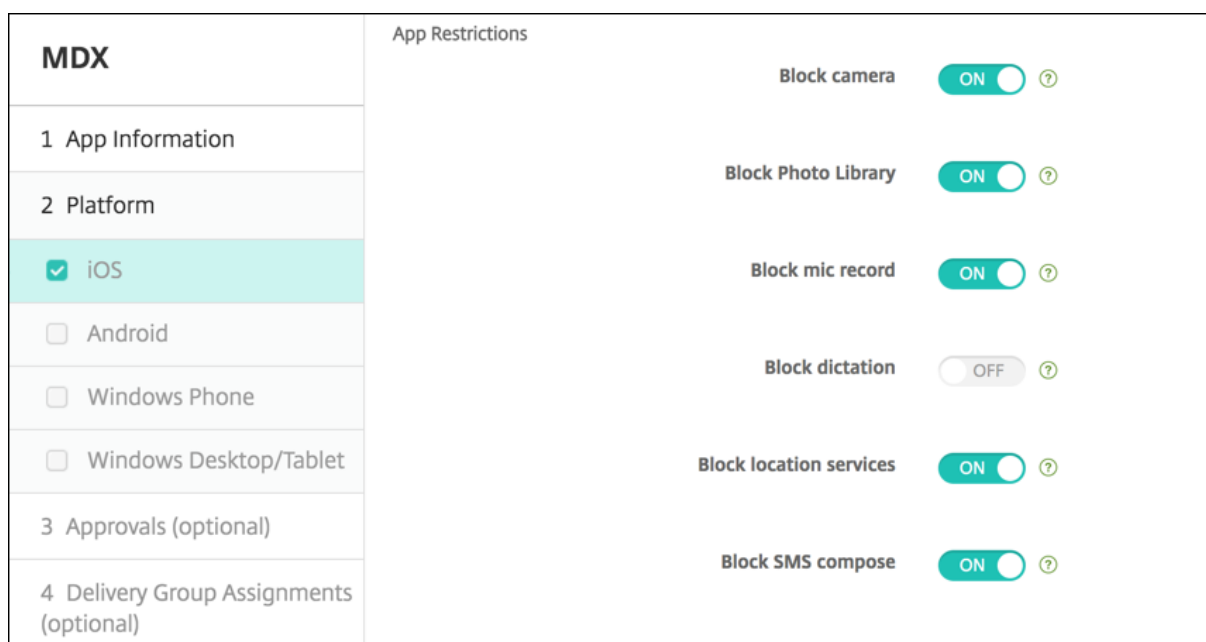 MDX
1 App Information
2 Platform
iOS
Android
Windows Phone
Windows Desktop/Tablet
3 Approvals (optional)
4 Delivery Group Assignments
(optional)
App Restrictions
Block camera ON ?
Block Photo Library ON ?
Block mic record ON ?
Block dictation OFF ?
Block location services ON ?
Block SMS compose ON ?